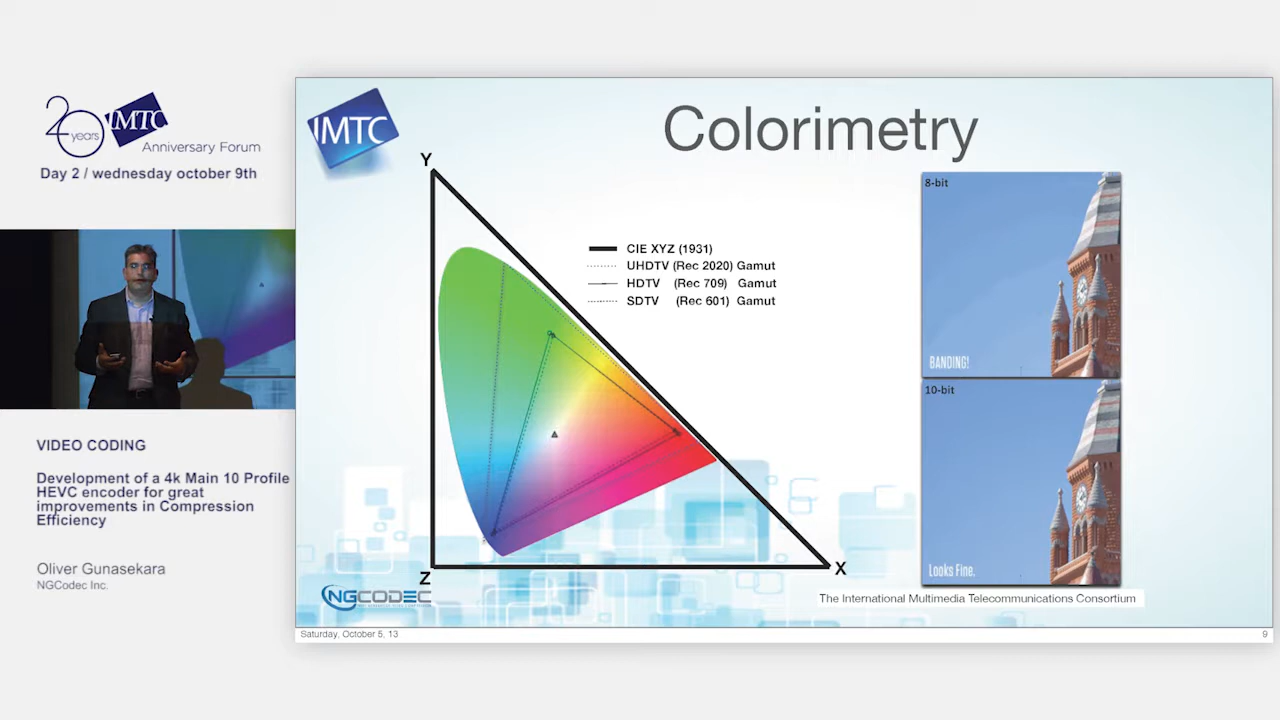 20 years IMTC
Anniversary Forum
Day 2 / wednesday october 9th
VIDEO CODING
Development of a 4k Main 10 Profile
HEVC encoder for great
improvements in Compression
Efficiency
Oliver Gunasekara
NGCodec Inc.
IMTC
Colorimetry
Y
CIE XYZ (1931)
UHDTV (Rec 2020) Gamut
HDTV (Rec 709) Gamut
SDTV (Rec 601) Gamut
Z
X
8-bit
BANDING!
10-bit
Looks Fine.
NGCODEC
The International Multimedia Telecommunications Consortium
Saturday, October 5, 13
9